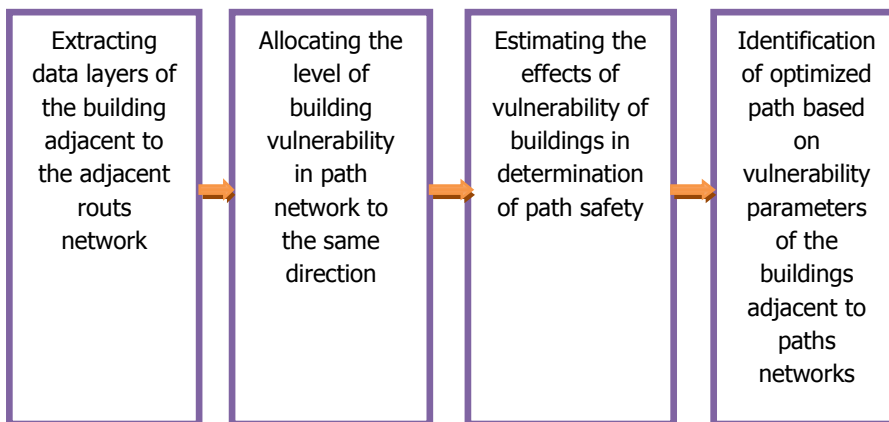 Extracting
data layers of
the building
adjacent to
the adjacent
routs
network
Allocating the
level of
building
vulnerability
in path
network to
the same
direction
Estimating the
effects of
vulnerability of
buildings in
determination
of path safety
Identification
of optimized
path based
on
vulnerability
parameters
of the
buildings
adjacent to
paths
networks